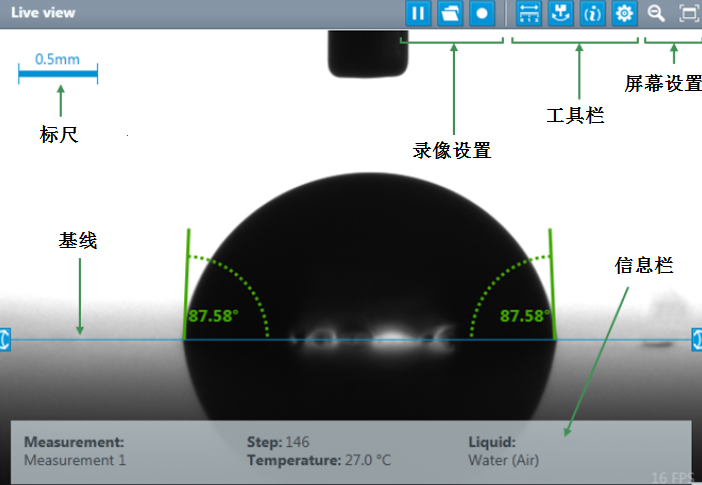 Live view
0.5mm
屏幕设置
工具栏
标尺
录像设置
基线
信息栏
87.58°
87.58°
Measurement:
Measurement 1
Step: 146
Temperature: 27.0 °C
Liquid:
Water (Air)
16 FPS